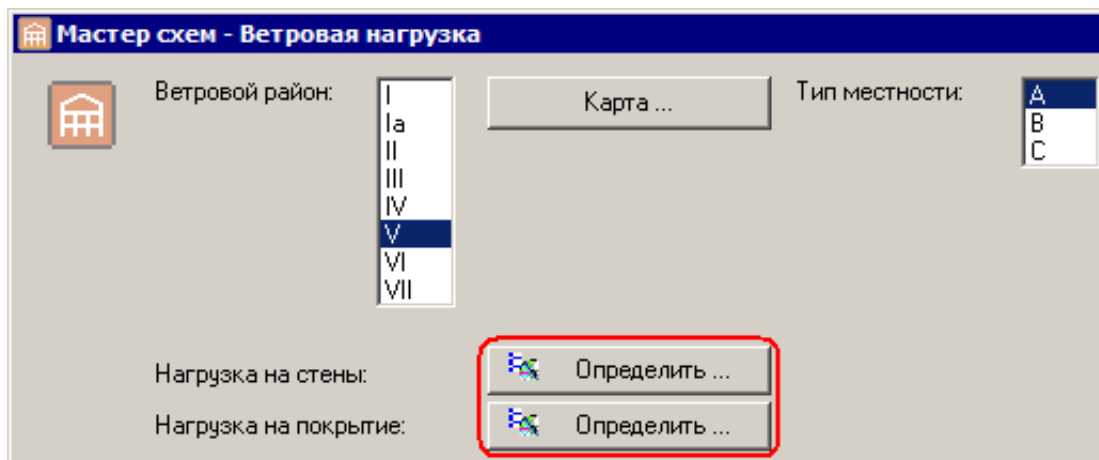 Мастер схем - Ветровая нагрузка
Ветровой район:
I
Ia
II
III
IV
V
VI
VII
Карта ...
Тип местности:
A
B
C
Нагрузка на стены:
Определить ...
Нагрузка на покрытие:
Определить ...